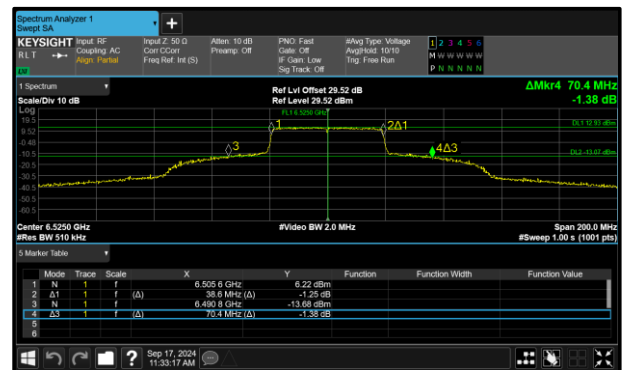 Spectrum Analyzer 1
Swept SA
+
KEYSIGHT Input: RF Input Z: 50 Ω Atten: 10 dB PNO: Fast #Avg Type: Voltage 1 2 3 4 5 6
RLT Coupling: AC Corr CCorr Preamp: Off Gate: Off Avg|Hold: 10/10 M W W W W W
Align: Partial Freq Ref: Int (S) IF Gain: Low Trig: Free Run
Sig Track: Off P N N N N N
LXI
1 Spectrum Ref Lvl Offset 29.52 dB ΔMkr4 70.4 MHz
Scale/Div 10 dB Ref Level 29.52 dBm -1.38 dB
Log FL1 6.5250 GHz
19.5
9.52 1 2Δ1 DL1 12.93 dBm
-0.48
-10.5 3 4Δ3 DL2 -13.07 dBm
-20.5
-30.5
-40.5
-50.5
-60.5
Center 6.5250 GHz #Video BW 2.0 MHz Span 200.0 MHz
#Res BW 510 kHz #Sweep 1.00 s (1001 pts)
5 Marker Table
Mode Trace Scale X Y Function Function Width Function Value
1 N 1 f 6.505 6 GHz 6.22 dBm
2 Δ1 1 f (Δ) 38.6 MHz (Δ) -1.25 dB
3 N 1 f 6.490 8 GHz -13.68 dBm
4 Δ3 1 f (Δ) 70.4 MHz (Δ) -1.38 dB
5
6
? Sep 17, 2024
11:33:17 AM